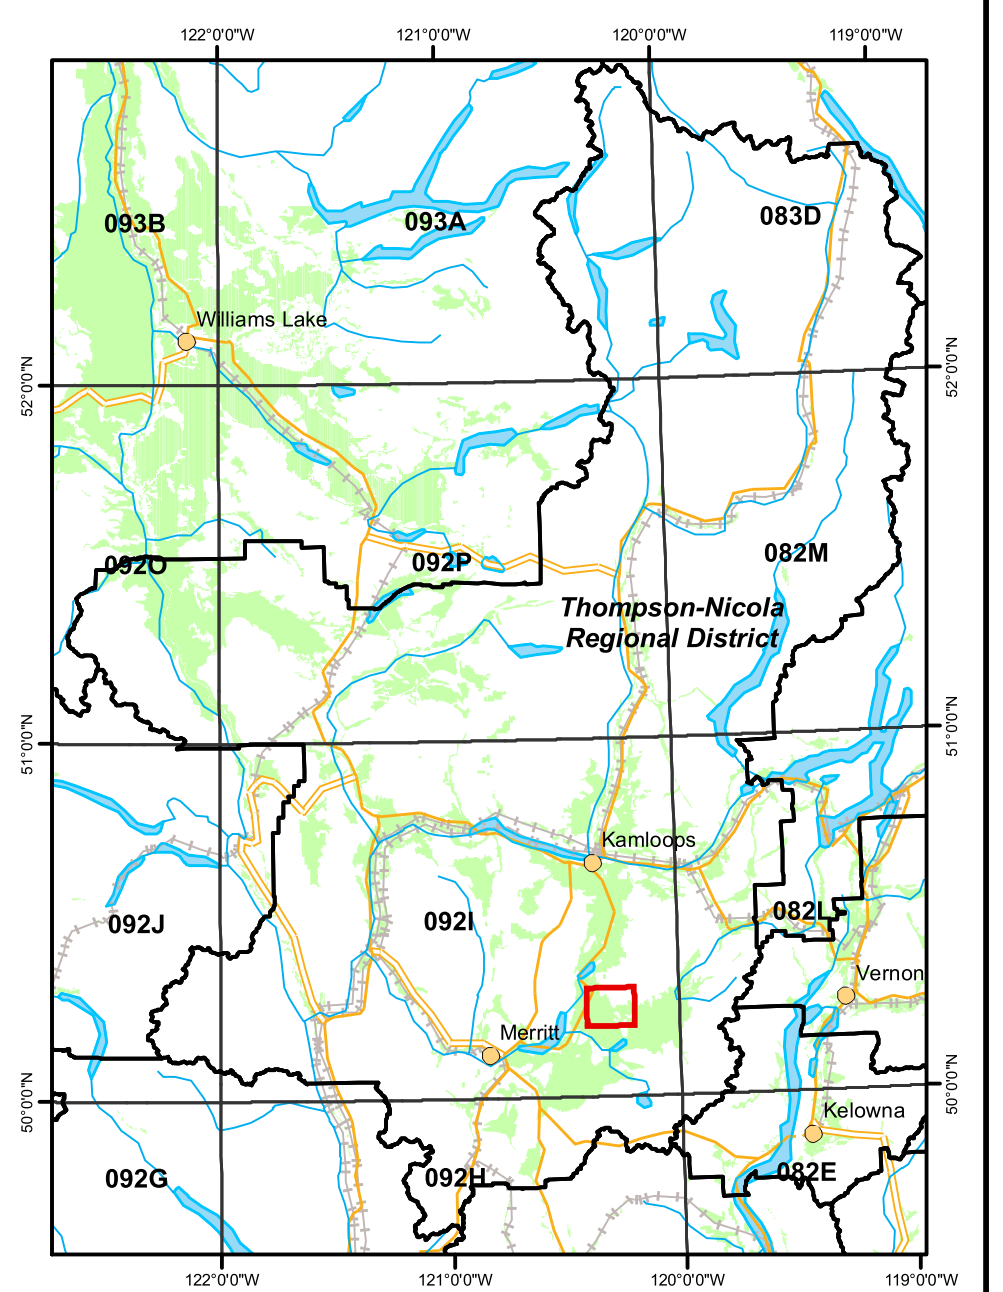 122°0'0"W
121°0'0"W
120°0'0"W
119°0'0"W
093B
093A
083D
Williams Lake
52°0'0"N
52°0'0"N
092O
092P
082M
Thompson-Nicola
Regional District
51°0'0"N
51°0'0"N
Kamloops
092J
092I
082L
Vernon
Merritt
50°0'0"N
50°0'0"N
Kelowna
092G
092H
082E
122°0'0"W
121°0'0"W
120°0'0"W
119°0'0"W